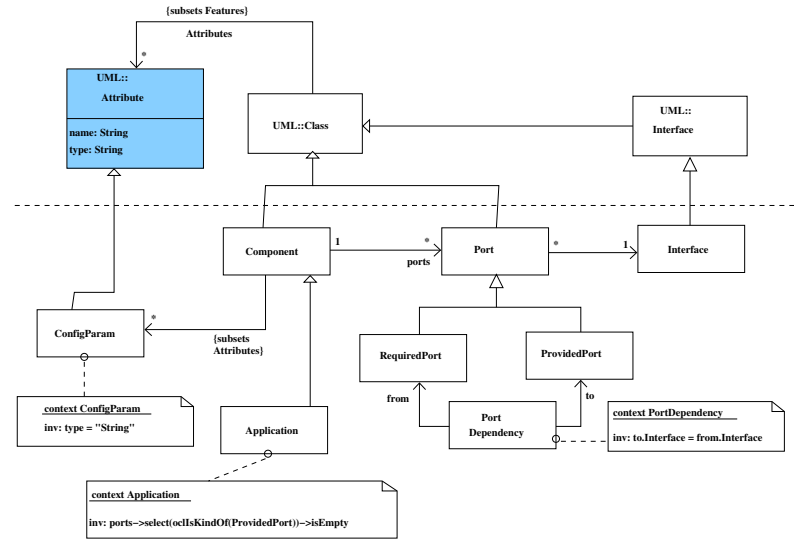 {subsets Features}
Attributes
*
UML::
Attribute
name: String
type: String
UML::Class
UML::
Interface
Component
1
*
ports
Port
*
1
Interface
ConfigParam
*
{subsets
Attributes}
RequiredPort
ProvidedPort
from
to
Port
Dependency
context ConfigParam
inv: type = "String"
Application
context PortDependency
inv: to.Interface = from.Interface
context Application
inv: ports->select(oclIsKindOf(ProvidedPort))->isEmpty